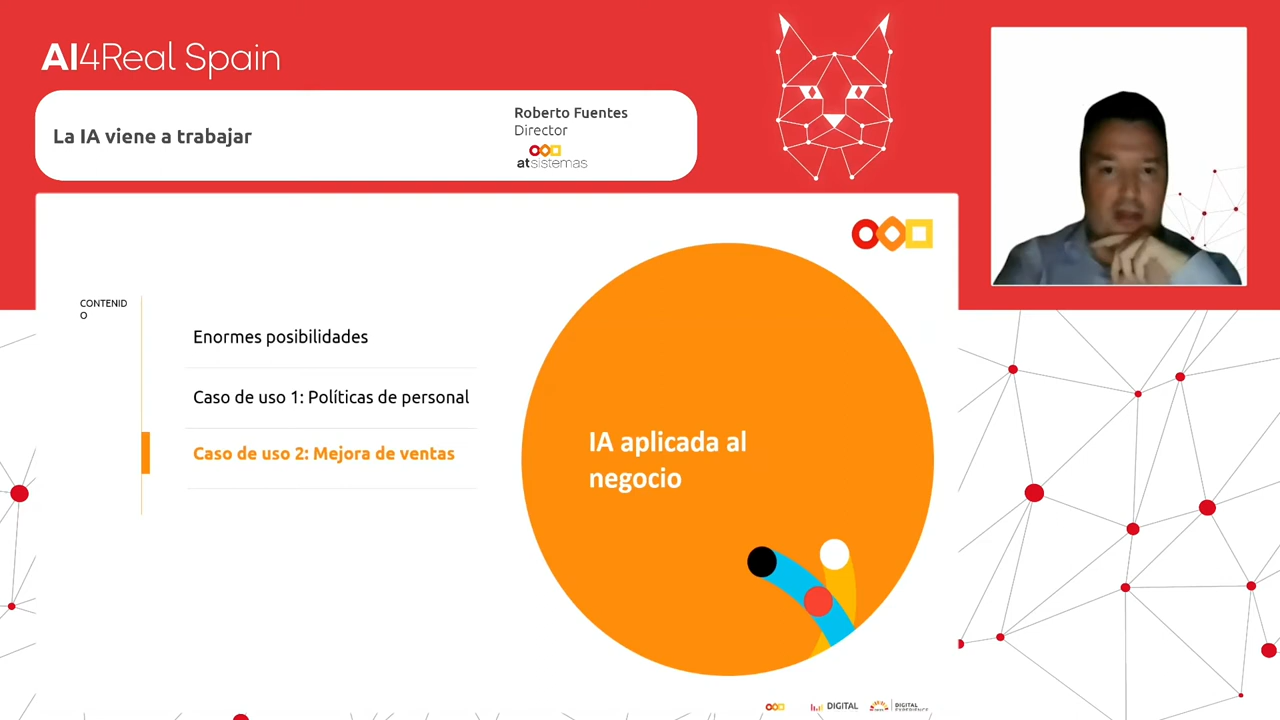 AI4Real Spain
La IA viene a trabajar
Roberto Fuentes
Director
atsistemas
CONTENID
O
Enormes posibilidades
Caso de uso 1: Políticas de personal
Caso de uso 2: Mejora de ventas
IA aplicada al
negocio
DIGITAL
DIGITAL
EXPERIENCE